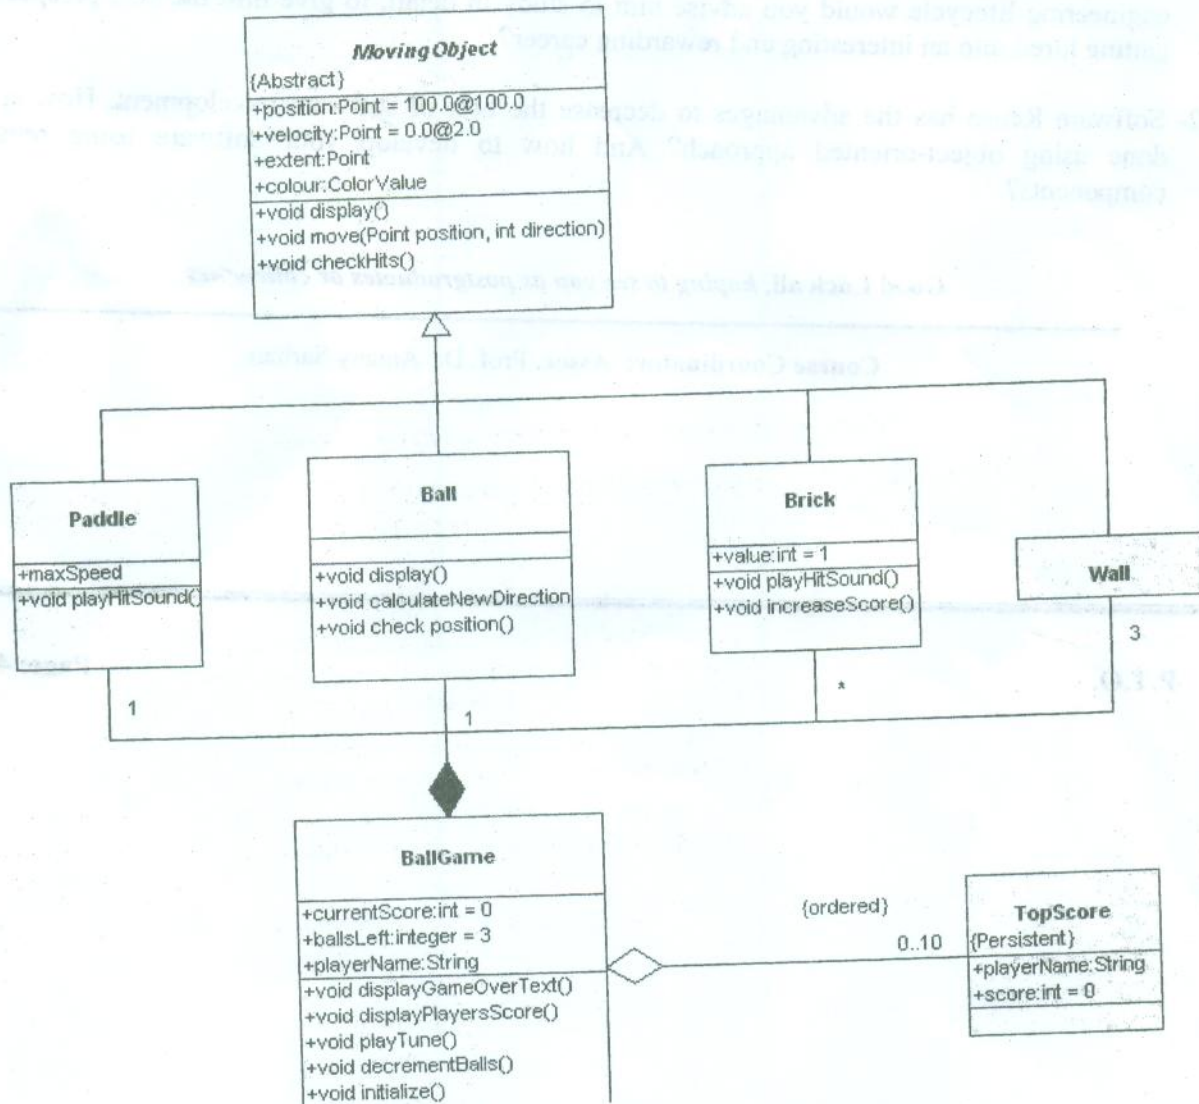 MovingObject
{Abstract}
+position:Point = 100.0@100.0
+velocity:Point = 0.0@2.0
+extent:Point
+colour:ColorValue
+void display()
+void move(Point position, int direction)
+void checkHits()
Paddle
+maxSpeed
+void playHitSound()
Ball
+void display()
+void calculateNewDirection
+void check position()
Brick
+value:int = 1
+void playHitSound()
+void increaseScore()
Wall
1
1
*
3
BallGame
+currentScore:int = 0
+ballsLeft:integer = 3
+playerName:String
+void displayGameOverText()
+void displayPlayersScore()
+void playTune()
+void decrementBalls()
+void initialize()
{ordered}
0..10
TopScore
{Persistent}
+playerName:String
+score:int = 0